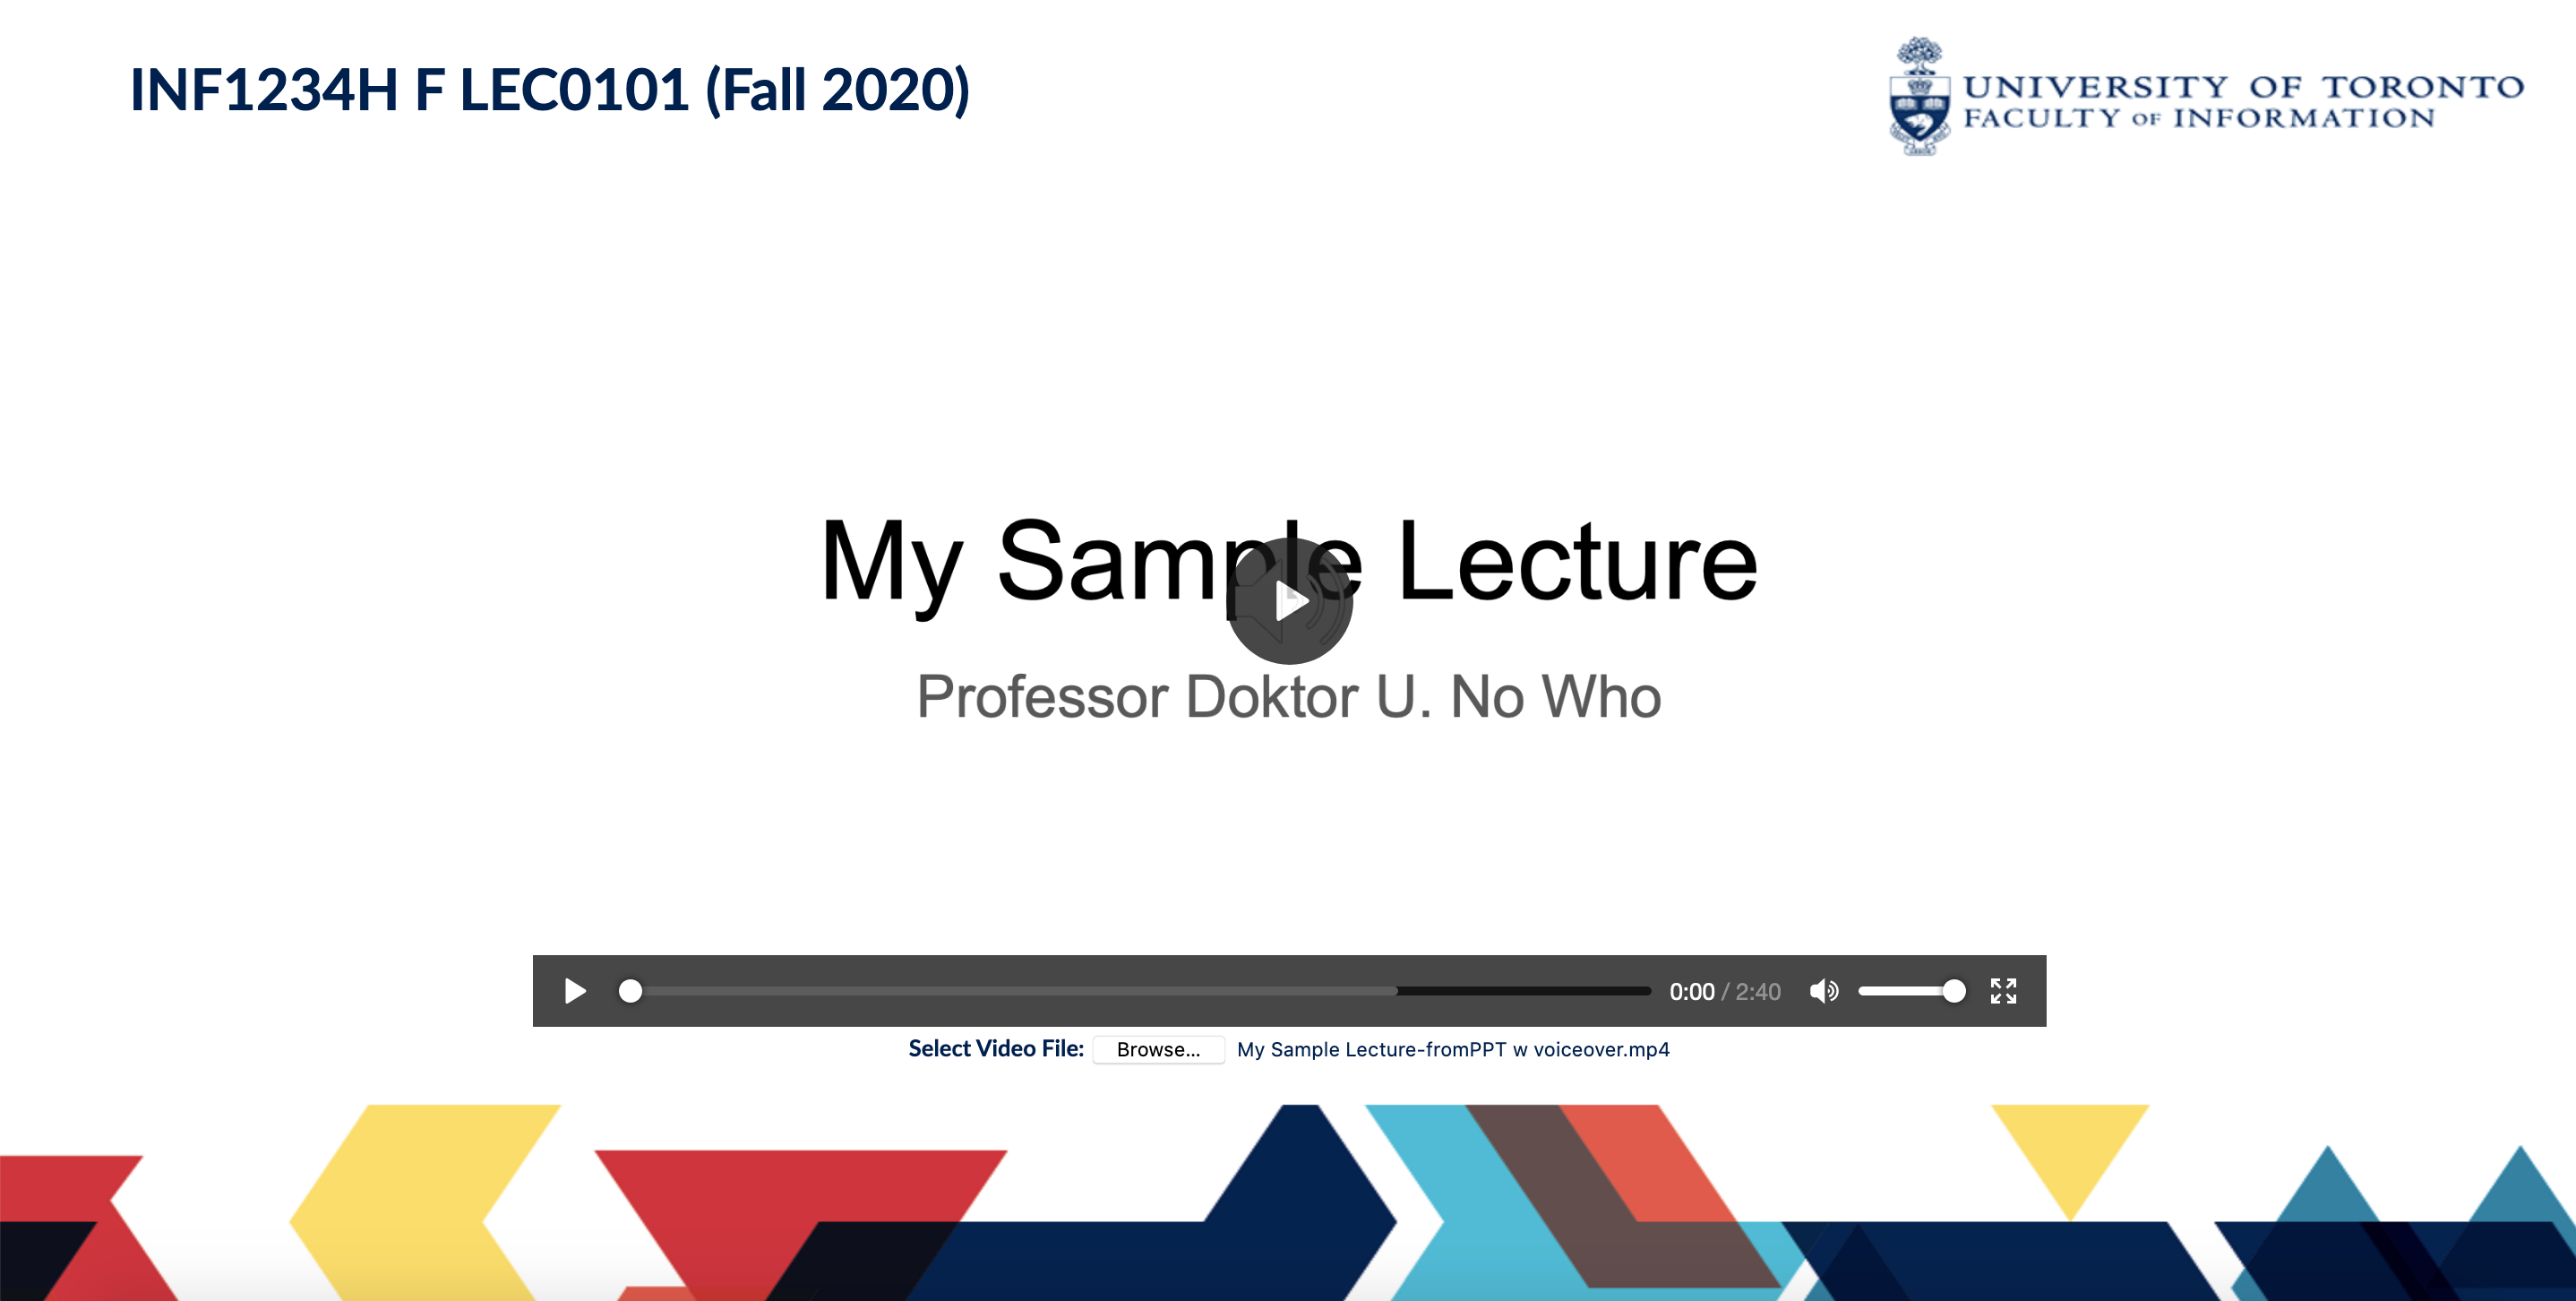 INF1234H F LEC0101 (Fall 2020)
UNIVERSITY OF TORONTO
FACULTY OF INFORMATION
My Sample Lecture
Professor Doktor U. No Who
0:00 / 2:40
Select Video File: Browse... My Sample Lecture-fromPPT w voiceover.mp4